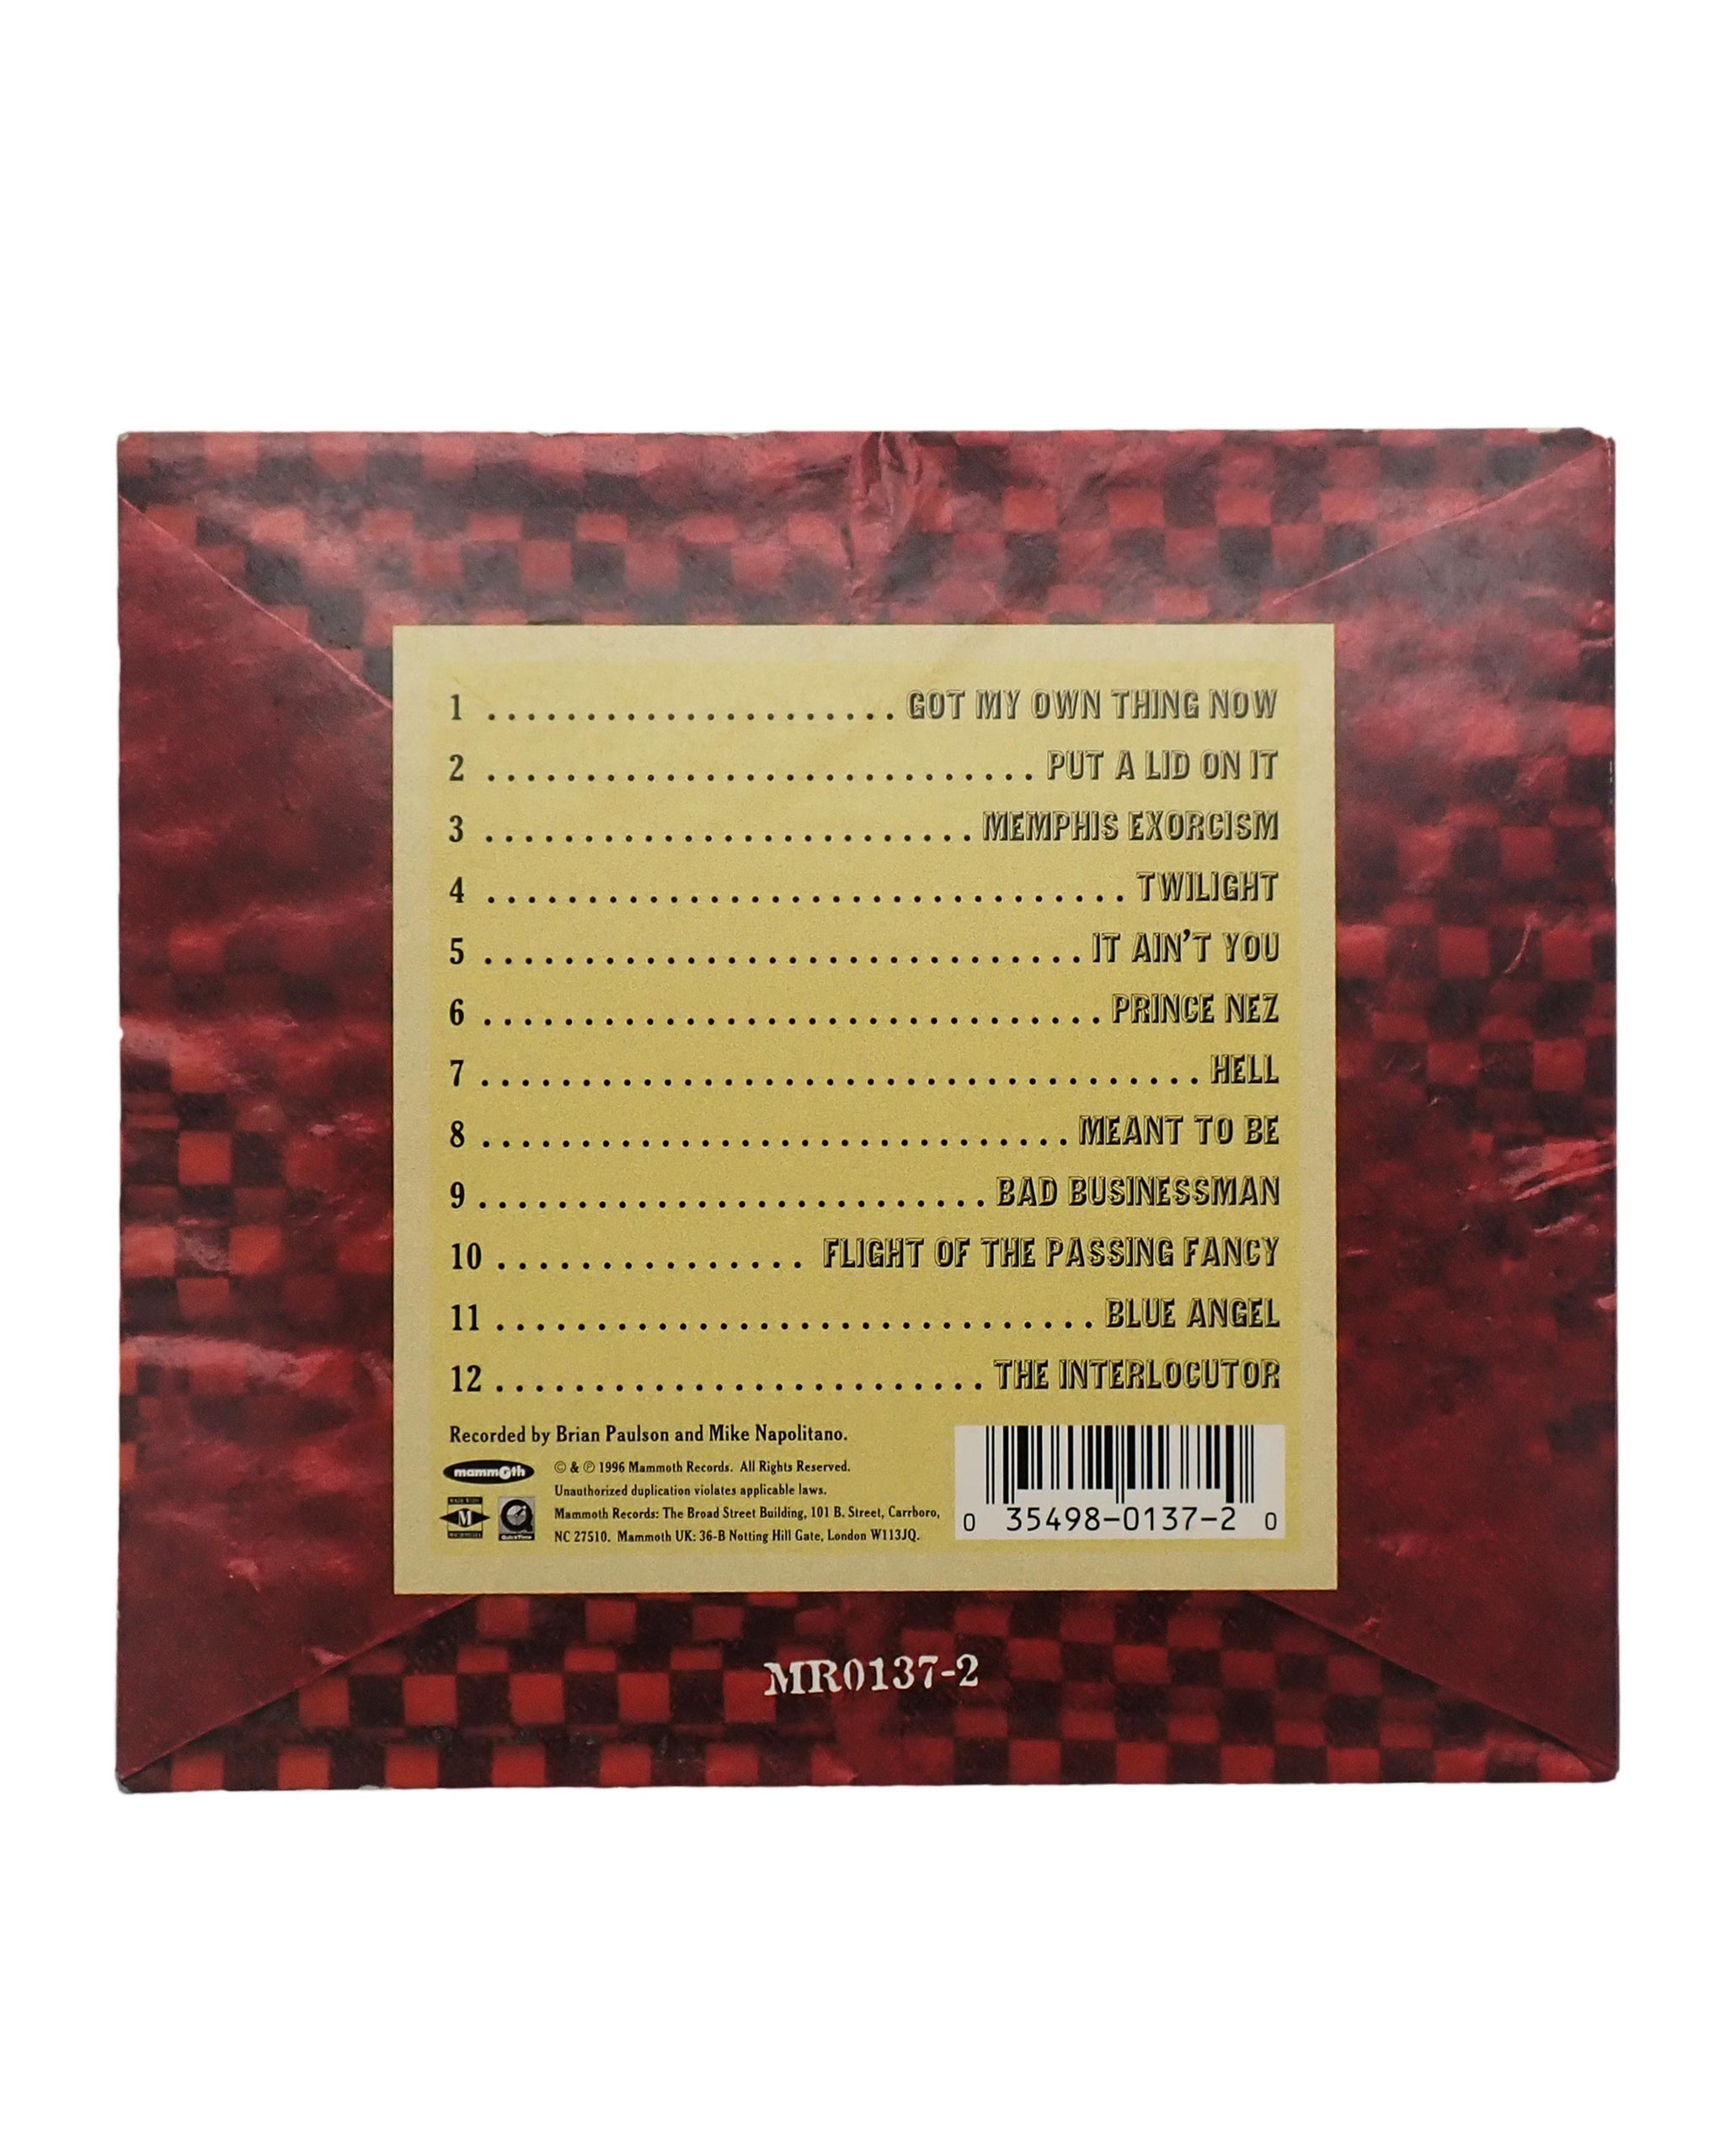 1 ..................... GOT MY OWN THING NOW
2 ............................ PUT A LID ON IT
3 ......................... MEMPHIS EXORCISM
4 ................................ TWILIGHT
5 .............................. IT AIN'T YOU
6 ............................... PRINCE NEZ
7 .................................... HELL
8 .............................. MEANT TO BE
9 .......................... BAD BUSINESSMAN
10 ................ FLIGHT OF THE PASSING FANCY
11 .............................. BLUE ANGEL
12 ......................... THE INTERLOCUTOR
Recorded by Brian Paulson and Mike Napolitano.
mammoth
© & ℗ 1996 Mammoth Records. All Rights Reserved.
Unauthorized duplication violates applicable laws.
Mammoth Records: The Broad Street Building, 101 B. Street, Carrboro,
NC 27510. Mammoth UK: 36-B Notting Hill Gate, London W113JQ.
MADE WITH
M
MACROMEDIA
QuickTime
0 35498-0137-2 0
MR0137-2